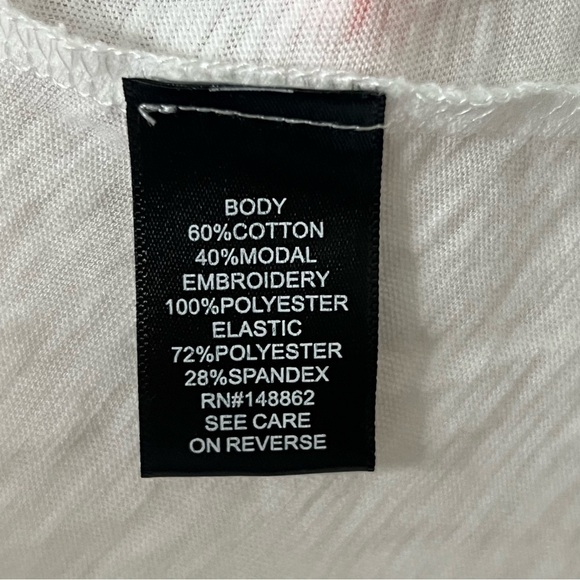 BODY
60%COTTON
40%MODAL
EMBROIDERY
100%POLYESTER
ELASTIC
72%POLYESTER
28%SPANDEX
RN#148862
SEE CARE
ON REVERSE